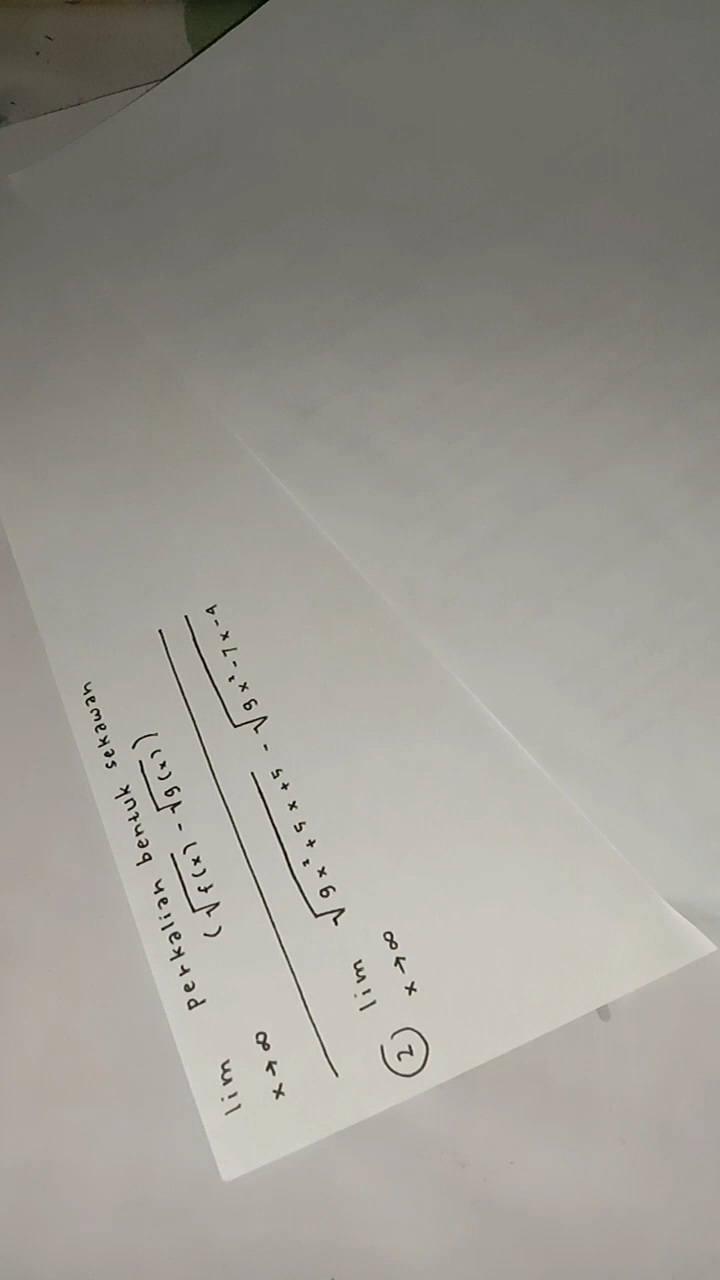 lim Perkalian bentuk sekawan
x → ∞ (√f(x) - √g(x))
② lim √9x² + 5x + 5 - √9x² - 7x - 4
x → ∞